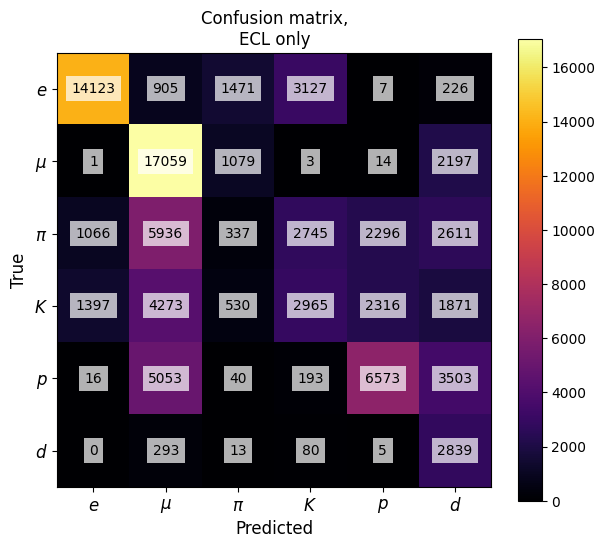 Confusion matrix,
ECL only
True
e 14123 905 1471 3127 7 226
μ 1 17059 1079 3 14 2197
π 1066 5936 337 2745 2296 2611
K 1397 4273 530 2965 2316 1871
p 16 5053 40 193 6573 3503
d 0 293 13 80 5 2839
e μ π K p d
Predicted
16000
14000
12000
10000
8000
6000
4000
2000
0